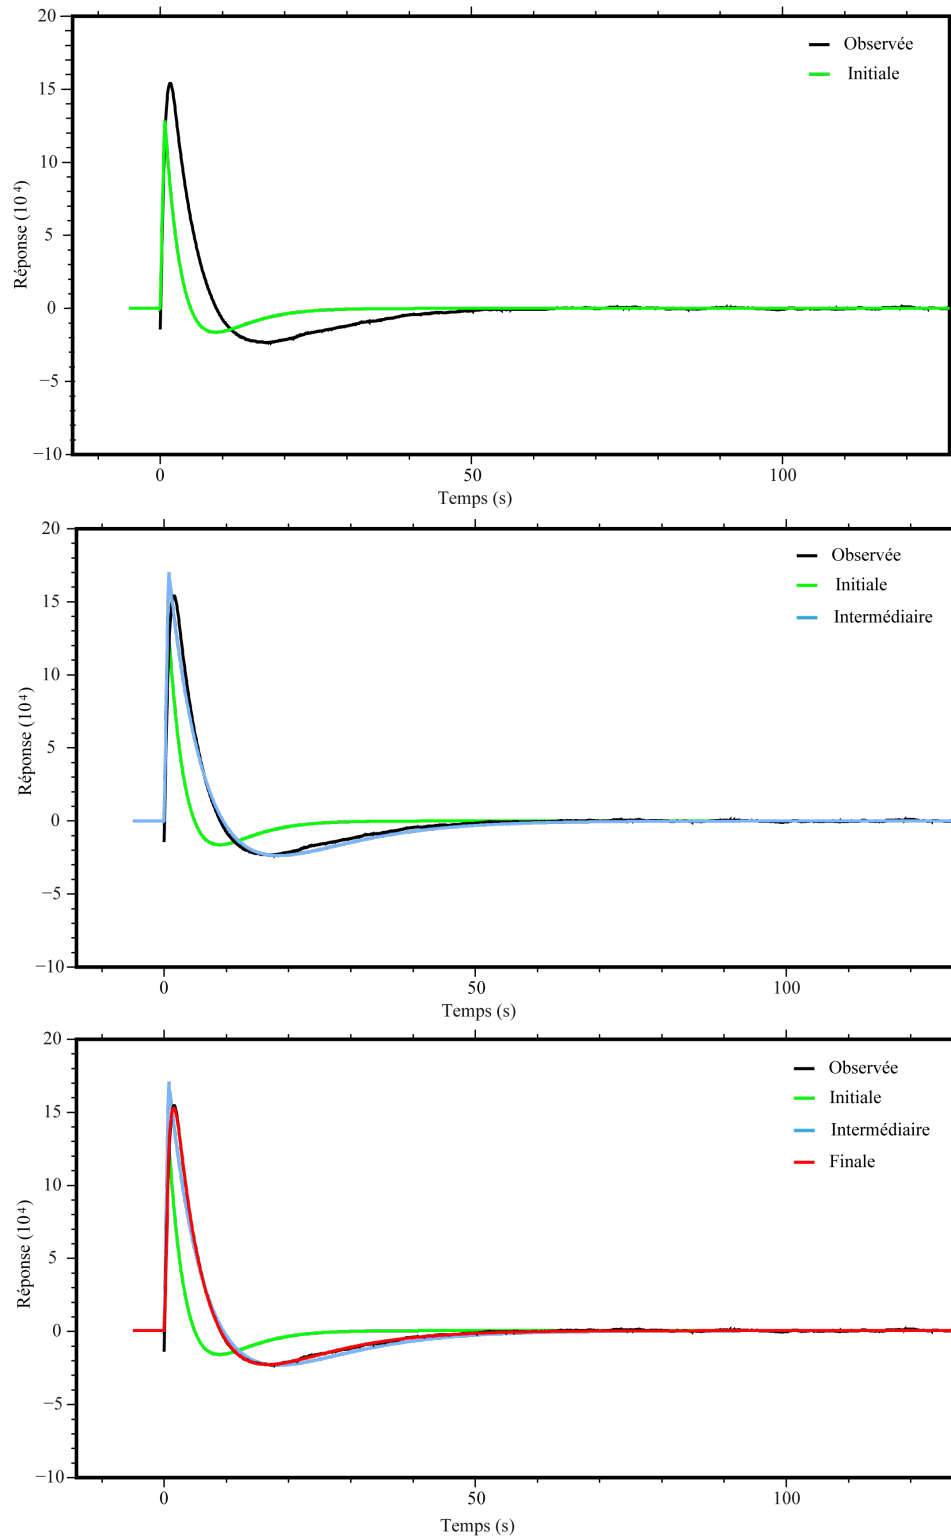 20
15
10
5
0
−5
−10
Réponse (10⁴)
0
50
100
Temps (s)
Observée
Initiale
20
15
10
5
0
−5
−10
Réponse (10⁴)
0
50
100
Temps (s)
Observée
Initiale
Intermédiaire
20
15
10
5
0
−5
−10
Réponse (10⁴)
0
50
100
Temps (s)
Observée
Initiale
Intermédiaire
Finale